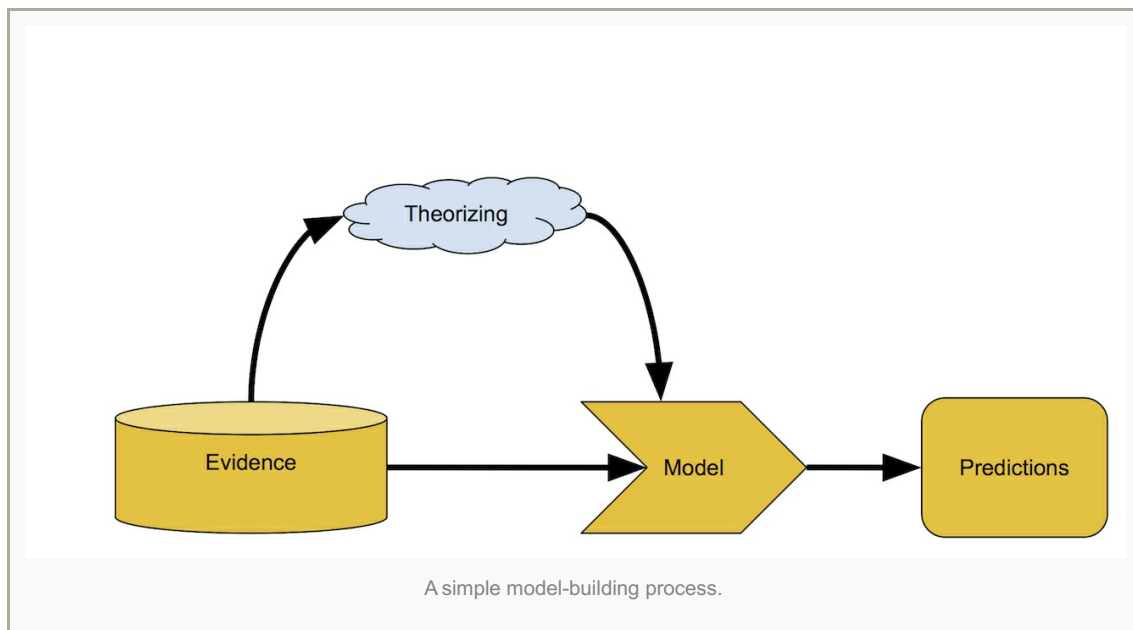 Theorizing
Evidence
Model
Predictions
A simple model-building process.